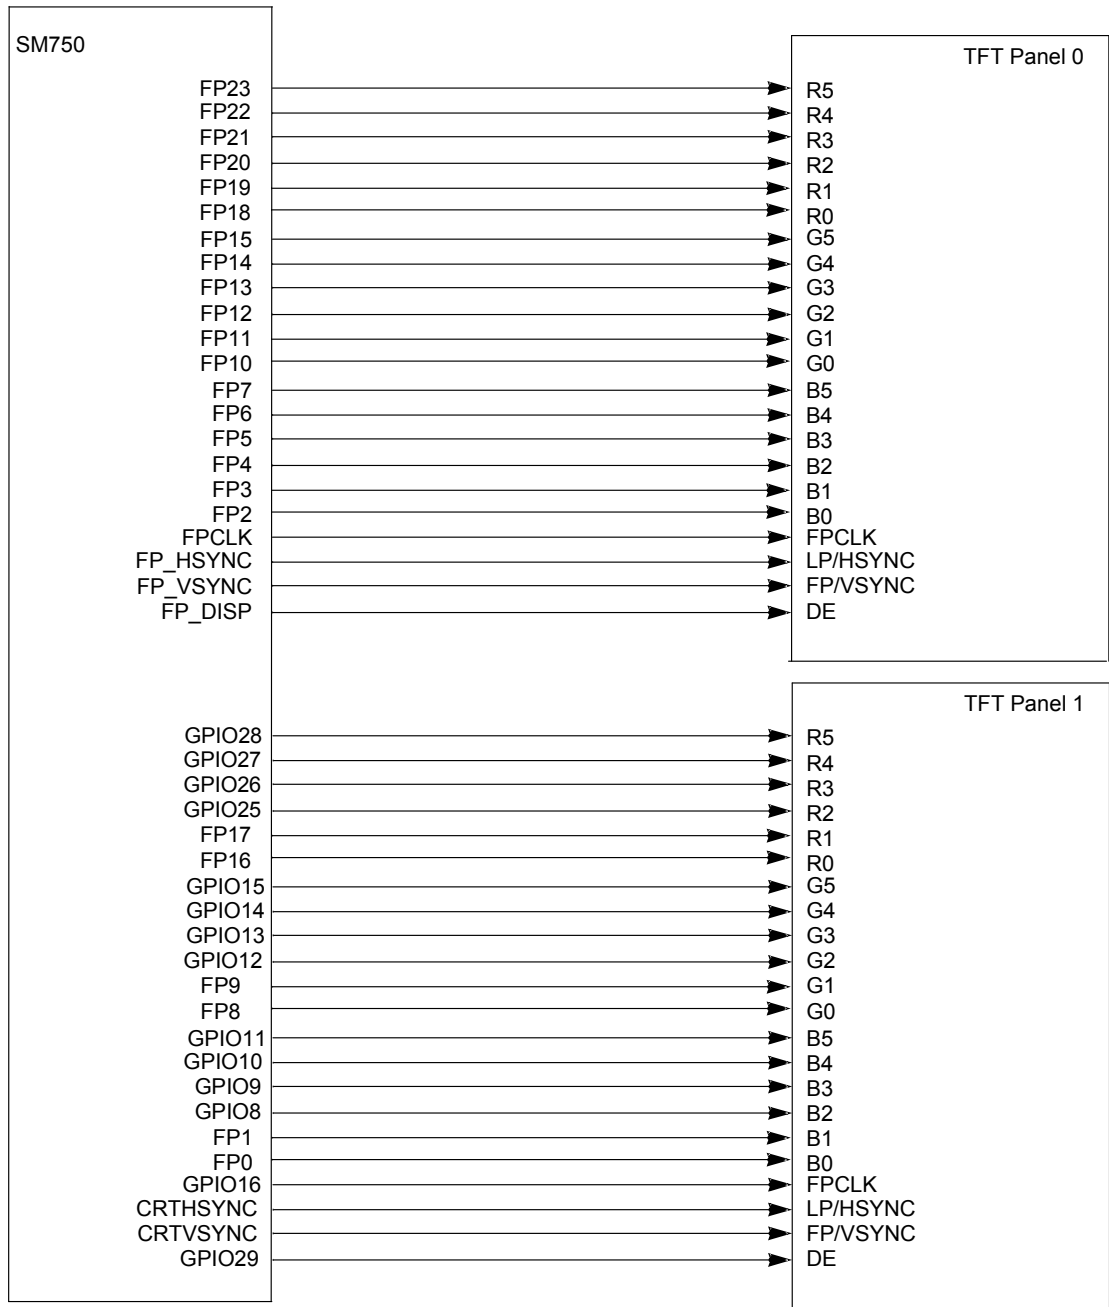 SM750
TFT Panel 0
FP23 R5
FP22 R4
FP21 R3
FP20 R2
FP19 R1
FP18 R0
FP15 G5
FP14 G4
FP13 G3
FP12 G2
FP11 G1
FP10 G0
FP7 B5
FP6 B4
FP5 B3
FP4 B2
FP3 B1
FP2 B0
FPCLK FPCLK
FP_HSYNC LP/HSYNC
FP_VSYNC FP/VSYNC
FP_DISP DE
TFT Panel 1
GPIO28 R5
GPIO27 R4
GPIO26 R3
GPIO25 R2
FP17 R1
FP16 R0
GPIO15 G5
GPIO14 G4
GPIO13 G3
GPIO12 G2
FP9 G1
FP8 G0
GPIO11 B5
GPIO10 B4
GPIO9 B3
GPIO8 B2
FP1 B1
FP0 B0
GPIO16 FPCLK
CRTHSYNC LP/HSYNC
CRTVSYNC FP/VSYNC
GPIO29 DE